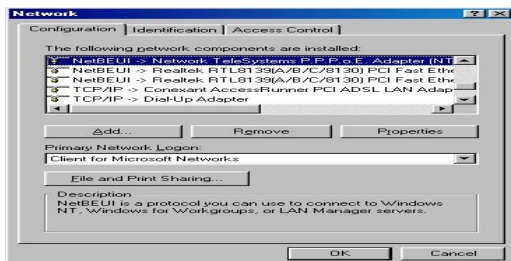 Network
Configuration Identification Access Control
The following network components are installed:
NetBEUI -> Network TeleSystems P.P.P.o.E. Adapter (NT
NetBEUI -> Realtek RTL8139(A/B/C/8130) PCI Fast Ethe
NetBEUI -> Realtek RTL8139(A/B/C/8130) PCI Fast Ethe
TCP/IP -> Conexant AccessRunner PCI ADSL LAN Adap
TCP/IP -> Dial-Up Adapter
Add... Remove Properties
Primary Network Logon:
Client for Microsoft Networks
File and Print Sharing...
Description
NetBEUI is a protocol you can use to connect to Windows
NT, Windows for Workgroups, or LAN Manager servers.
OK Cancel